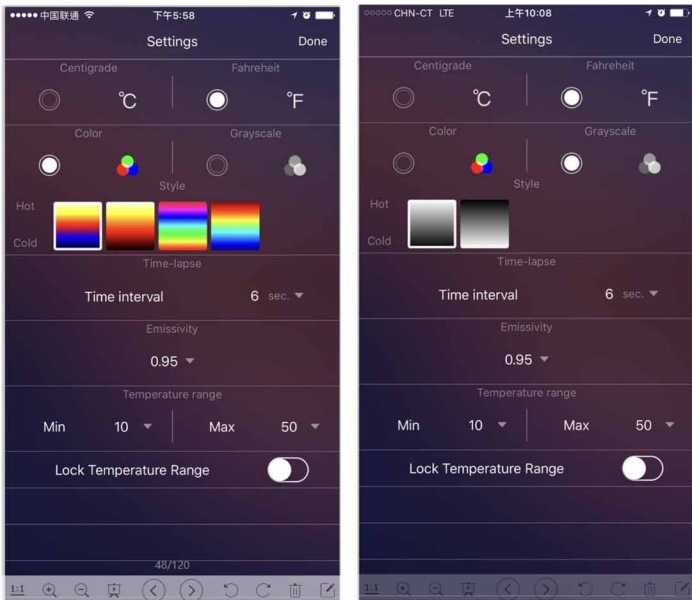 中国联通 下午5:58
Settings Done
Centigrade Fahreheit
℃ ℉
Color Grayscale
Style
Hot
Cold
Time-lapse
Time interval 6 sec.
Emissivity
0.95
Temperature range
Min 10 Max 50
Lock Temperature Range
48/120
1:1
CHN-CT LTE 上午10:08
Settings Done
Centigrade Fahreheit
℃ ℉
Color Grayscale
Style
Hot
Cold
Time-lapse
Time interval 6 sec.
Emissivity
0.95
Temperature range
Min 10 Max 50
Lock Temperature Range
1:1